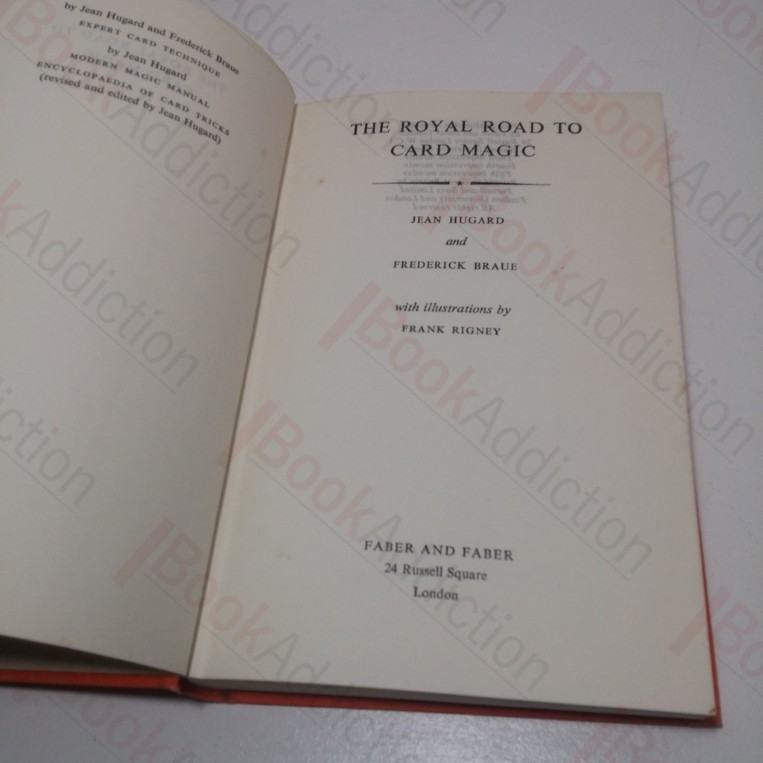 by Jean Hugard and Frederick Braue
EXPERT CARD TECHNIQUE
by Jean Hugard
MODERN MAGIC MANUAL
ENCYCLOPAEDIA OF CARD TRICKS
(revised and edited by Jean Hugard)
THE ROYAL ROAD TO
CARD MAGIC
JEAN HUGARD
and
FREDERICK BRAUE
with illustrations by
FRANK RIGNEY
FABER AND FABER
24 Russell Square
London
BookAddiction